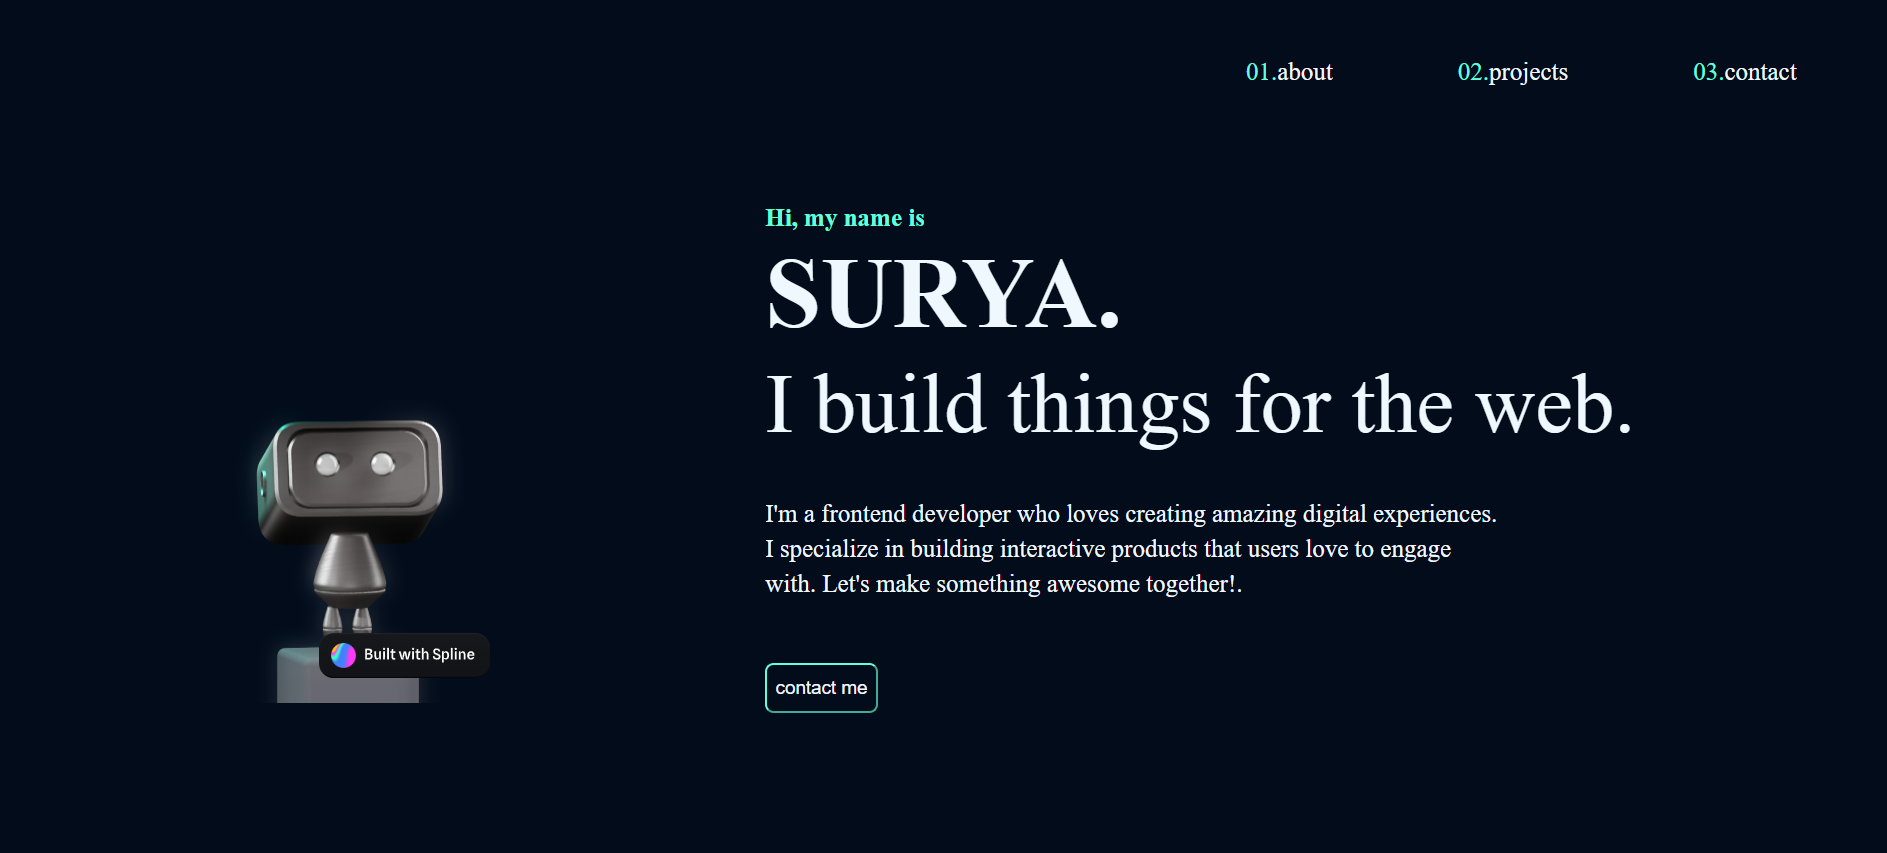 01.about
02.projects
03.contact
Hi, my name is
SURYA.
I build things for the web.
I'm a frontend developer who loves creating amazing digital experiences.
I specialize in building interactive products that users love to engage
with. Let's make something awesome together!.
contact me
Built with Spline